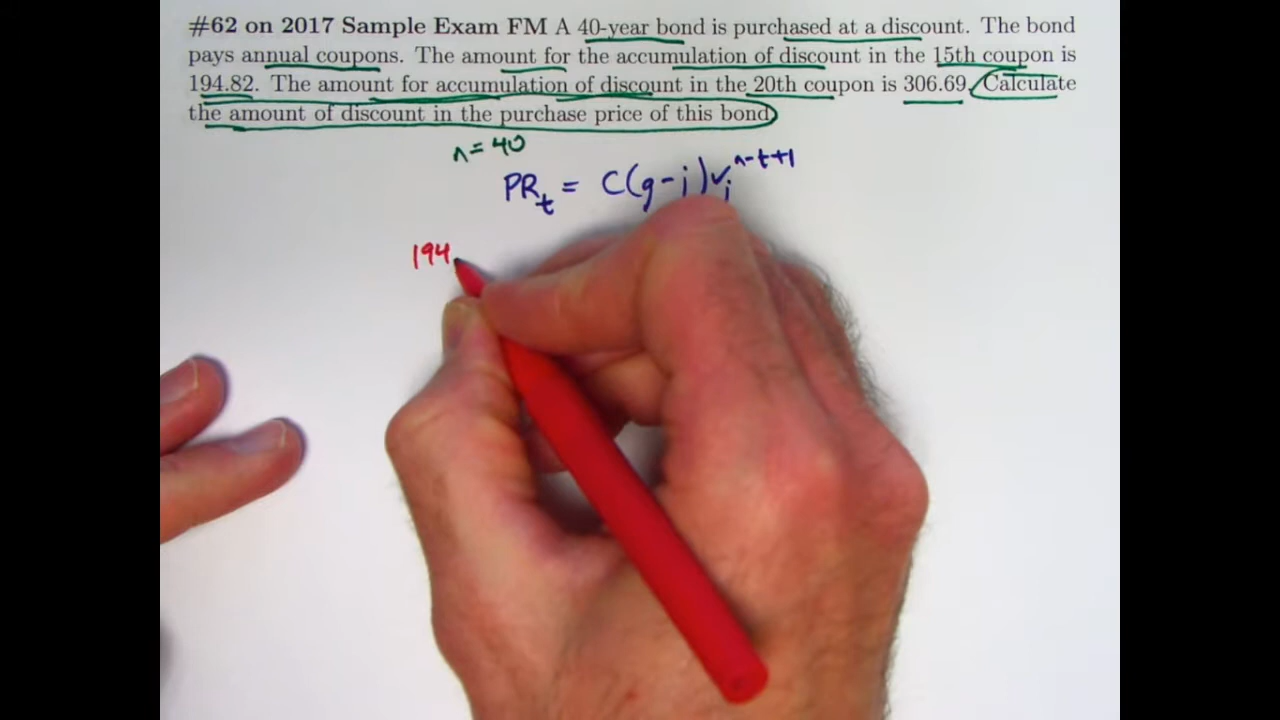 #62 on 2017 Sample Exam FM A 40-year bond is purchased at a discount. The bond
pays annual coupons. The amount for the accumulation of discount in the 15th coupon is
194.82. The amount for accumulation of discount in the 20th coupon is 306.69. Calculate
the amount of discount in the purchase price of this bond.
n = 40
PR_t = C(g-j)v_j^{n-t+1}
194